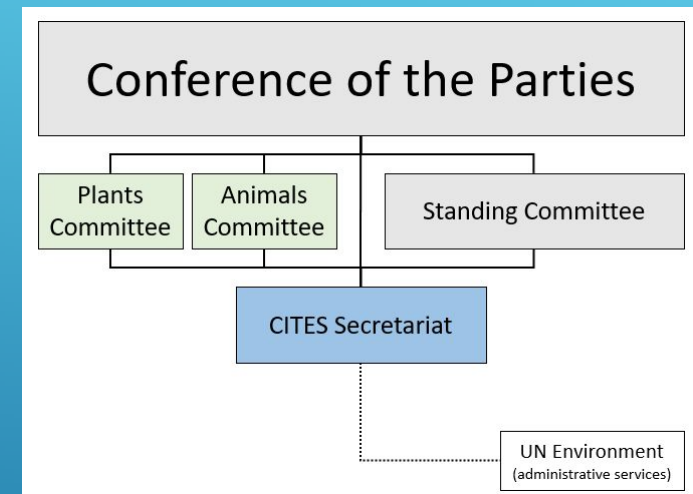 Conference of the Parties
Plants
Committee
Animals
Committee
Standing Committee
CITES Secretariat
UN Environment
(administrative services)